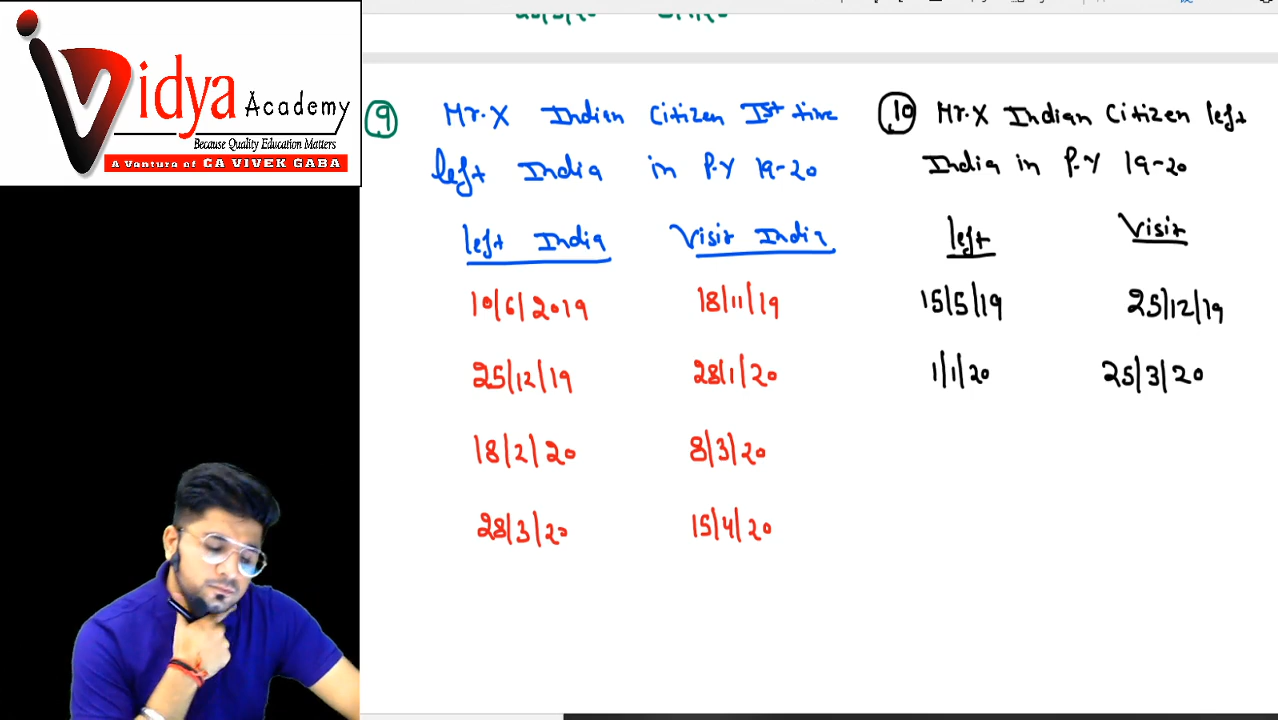 Vidya
Academy
Because Quality Education Matters
A Ventura of CA VIVEK GABA
9 Mr. X Indian Citizen Ist time
left India in P.Y 19-20
left India Visit India
10/6/2019 18/11/19
25/12/19 28/1/20
18/2/20 8/3/20
28/3/20 15/4/20
10 Mr. X Indian Citizen left
India in P.Y 19-20
left Visit
15/5/19 25/12/19
1/1/20 25/3/20